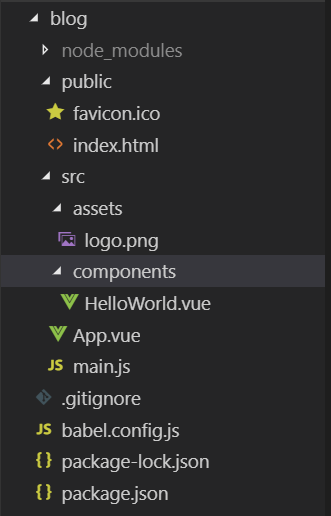 blog
node_modules
public
favicon.ico
<> index.html
src
assets
logo.png
components
HelloWorld.vue
App.vue
JS main.js
.gitignore
JS babel.config.js
{ } package-lock.json
{ } package.json